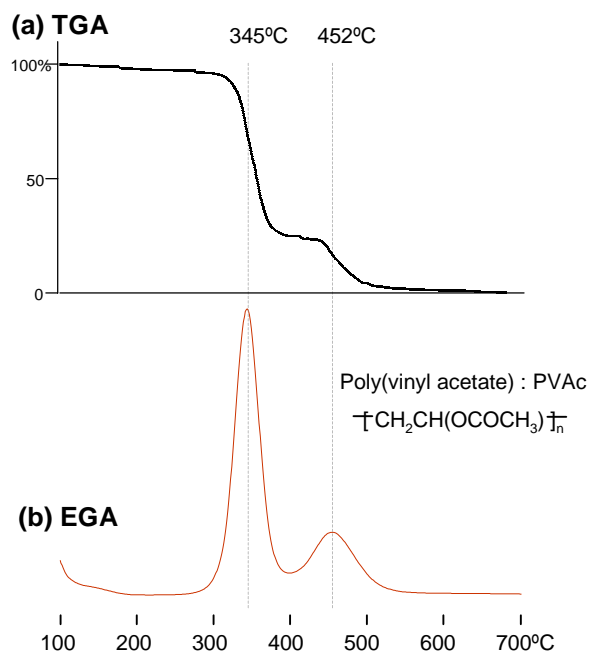 (a) TGA
345ºC 452ºC
100%
50
0
Poly(vinyl acetate) : PVAc
[CH₂CH(OCOCH₃)]n
(b) EGA
100 200 300 400 500 600 700ºC